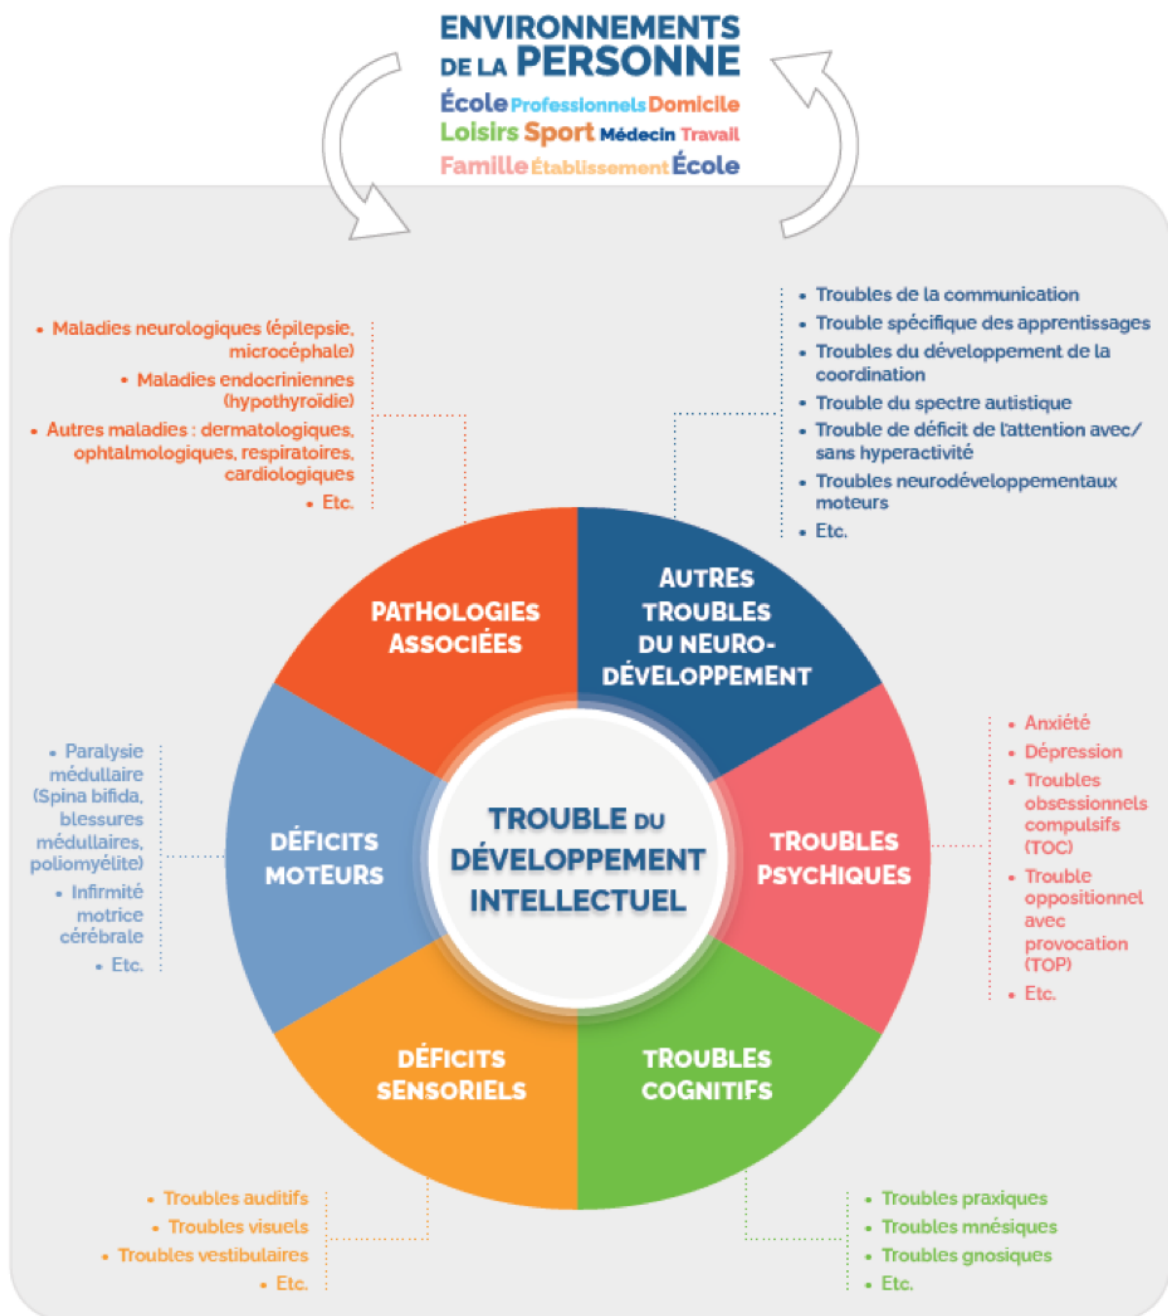 ENVIRONNEMENTS
DE LA PERSONNE
École Professionnels Domicile
Loisirs Sport Médecin Travail
Famille Établissement École
• Maladies neurologiques (épilepsie,
microcéphale)
• Maladies endocriniennes
(hypothyroïdie)
• Autres maladies : dermatologiques,
ophtalmologiques, respiratoires,
cardiologiques
• Etc.
• Troubles de la communication
• Trouble spécifique des apprentissages
• Troubles du développement de la
coordination
• Trouble du spectre autistique
• Trouble de déficit de l'attention avec/
sans hyperactivité
• Troubles neurodéveloppementaux
moteurs
• Etc.
PATHOLOGIES
ASSOCIÉES
AUTRES
TROUBLES
DU NEURO-
DÉVELOPPEMENT
• Paralysie
médullaire
(Spina bifida,
blessures
médullaires,
poliomyélite)
• Infirmité
motrice
cérébrale
• Etc.
DÉFICITS
MOTEURS
TROUBLE DU
DÉVELOPPEMENT
INTELLECTUEL
TROUBLES
PSYCHIQUES
• Anxiété
• Dépression
• Troubles
obsessionnels
compulsifs
(TOC)
• Trouble
oppositionnel
avec
provocation
(TOP)
• Etc.
DÉFICITS
SENSORIELS
TROUBLES
COGNITIFS
• Troubles auditifs
• Troubles visuels
• Troubles vestibulaires
• Etc.
• Troubles praxiques
• Troubles mnésiques
• Troubles gnosiques
• Etc.